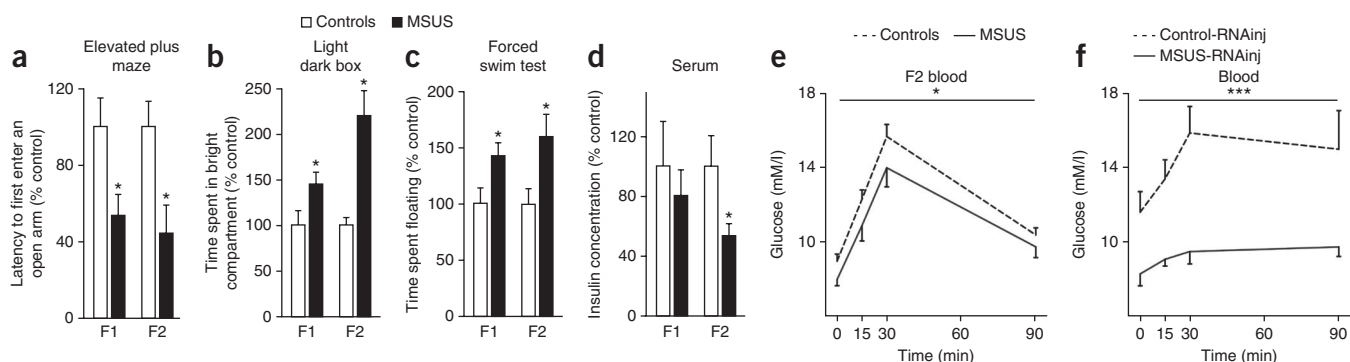 Controls MSUS
a Elevated plus
maze
Latency to first enter an
open arm (% control)
120
80
40
0
*
*
F1 F2
b Light
dark box
Time spent in bright
compartment (% control)
250
200
150
100
50
0
*
*
F1 F2
c Forced
swim test
Time spent floating (% control)
200
150
100
50
0
*
*
F1 F2
d Serum
Insulin concentration (% control)
120
80
40
0
*
F1 F2
e Controls MSUS
F2 blood
*
Glucose (mM/l)
18
14
10
0 15 30 60 90
Time (min)
f Control-RNAinj
MSUS-RNAinj
Blood
***
Glucose (mM/l)
18
14
10
0 15 30 60 90
Time (min)